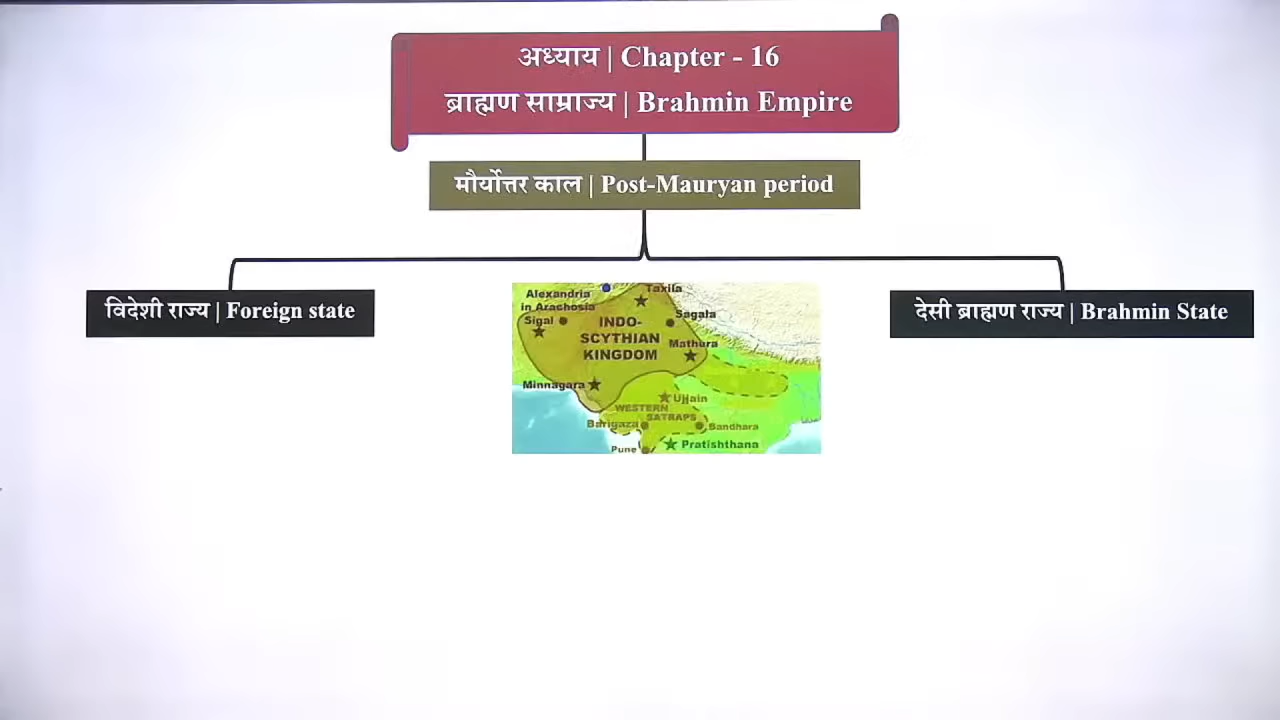 अध्याय | Chapter - 16
ब्राह्मण साम्राज्य | Brahmin Empire
मौर्योत्तर काल | Post-Mauryan period
विदेशी राज्य | Foreign state
देसी ब्राह्मण राज्य | Brahmin State
Alexandria
in Arachosia
Taxila
Sigal
Sagala
INDO-
SCYTHIAN
KINGDOM
Mathura
Minnagara
Ujjain
WESTERN
SATRAPS
Barigaza
Bandhara
Pratishthana
Pune